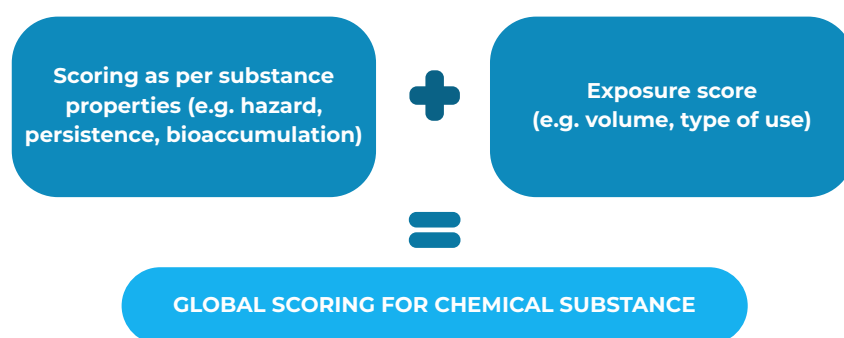 Scoring as per substance
properties (e.g. hazard,
persistence, bioaccumulation)
Exposure score
(e.g. volume, type of use)
GLOBAL SCORING FOR CHEMICAL SUBSTANCE